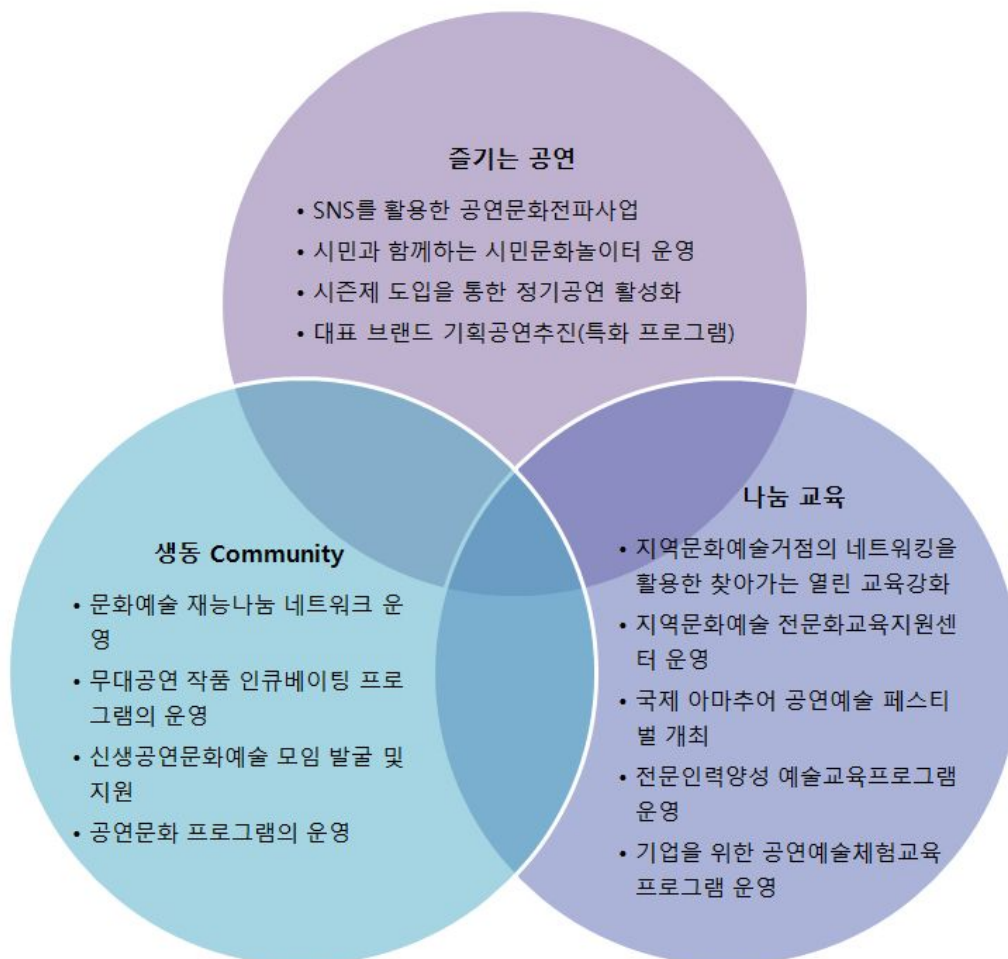 즐기는 공연
• SNS를 활용한 공연문화전파사업
• 시민과 함께하는 시민문화놀이터 운영
• 시즌제 도입을 통한 정기공연 활성화
• 대표 브랜드 기획공연추진(특화 프로그램)
생동 Community
• 문화예술 재능나눔 네트워크 운
영
• 무대공연 작품 인큐베이팅 프로
그램의 운영
• 신생공연문화예술 모임 발굴 및
지원
• 공연문화 프로그램의 운영
나눔 교육
• 지역문화예술거점의 네트워킹을
활용한 찾아가는 열린 교육강화
• 지역문화예술 전문화교육지원센
터 운영
• 국제 아마추어 공연예술 페스티
벌 개최
• 전문인력양성 예술교육프로그램
운영
• 기업을 위한 공연예술체험교육
프로그램 운영